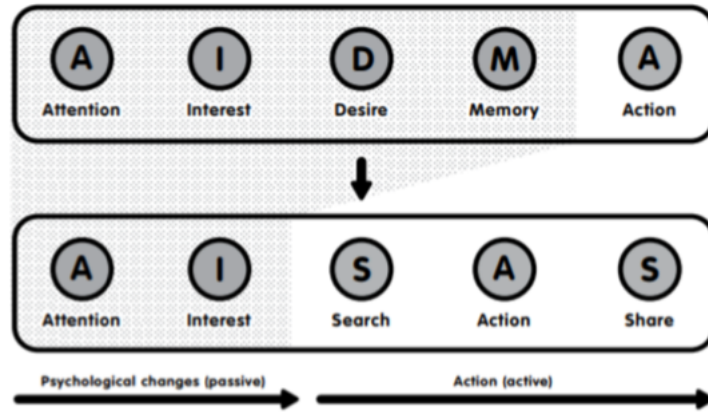 A I D M A
Attention Interest Desire Memory Action
A I S A S
Attention Interest Search Action Share
Psychological changes (passive) Action (active)